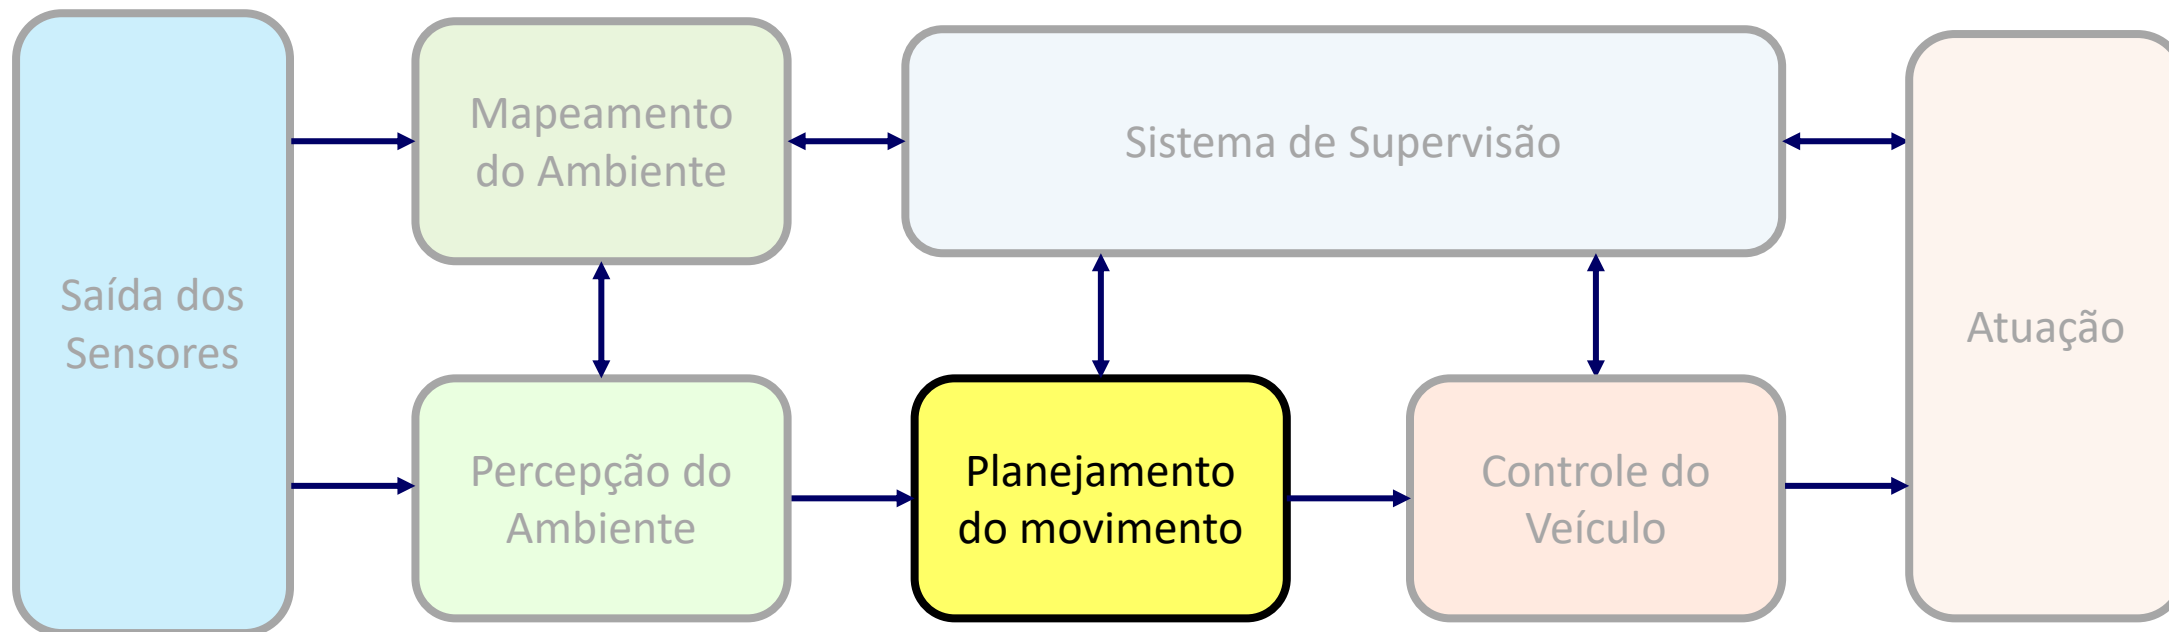 Saída dos
Sensores
Mapeamento
do Ambiente
Sistema de Supervisão
Atuação
Percepção do
Ambiente
Planejamento
do movimento
Controle do
Veículo